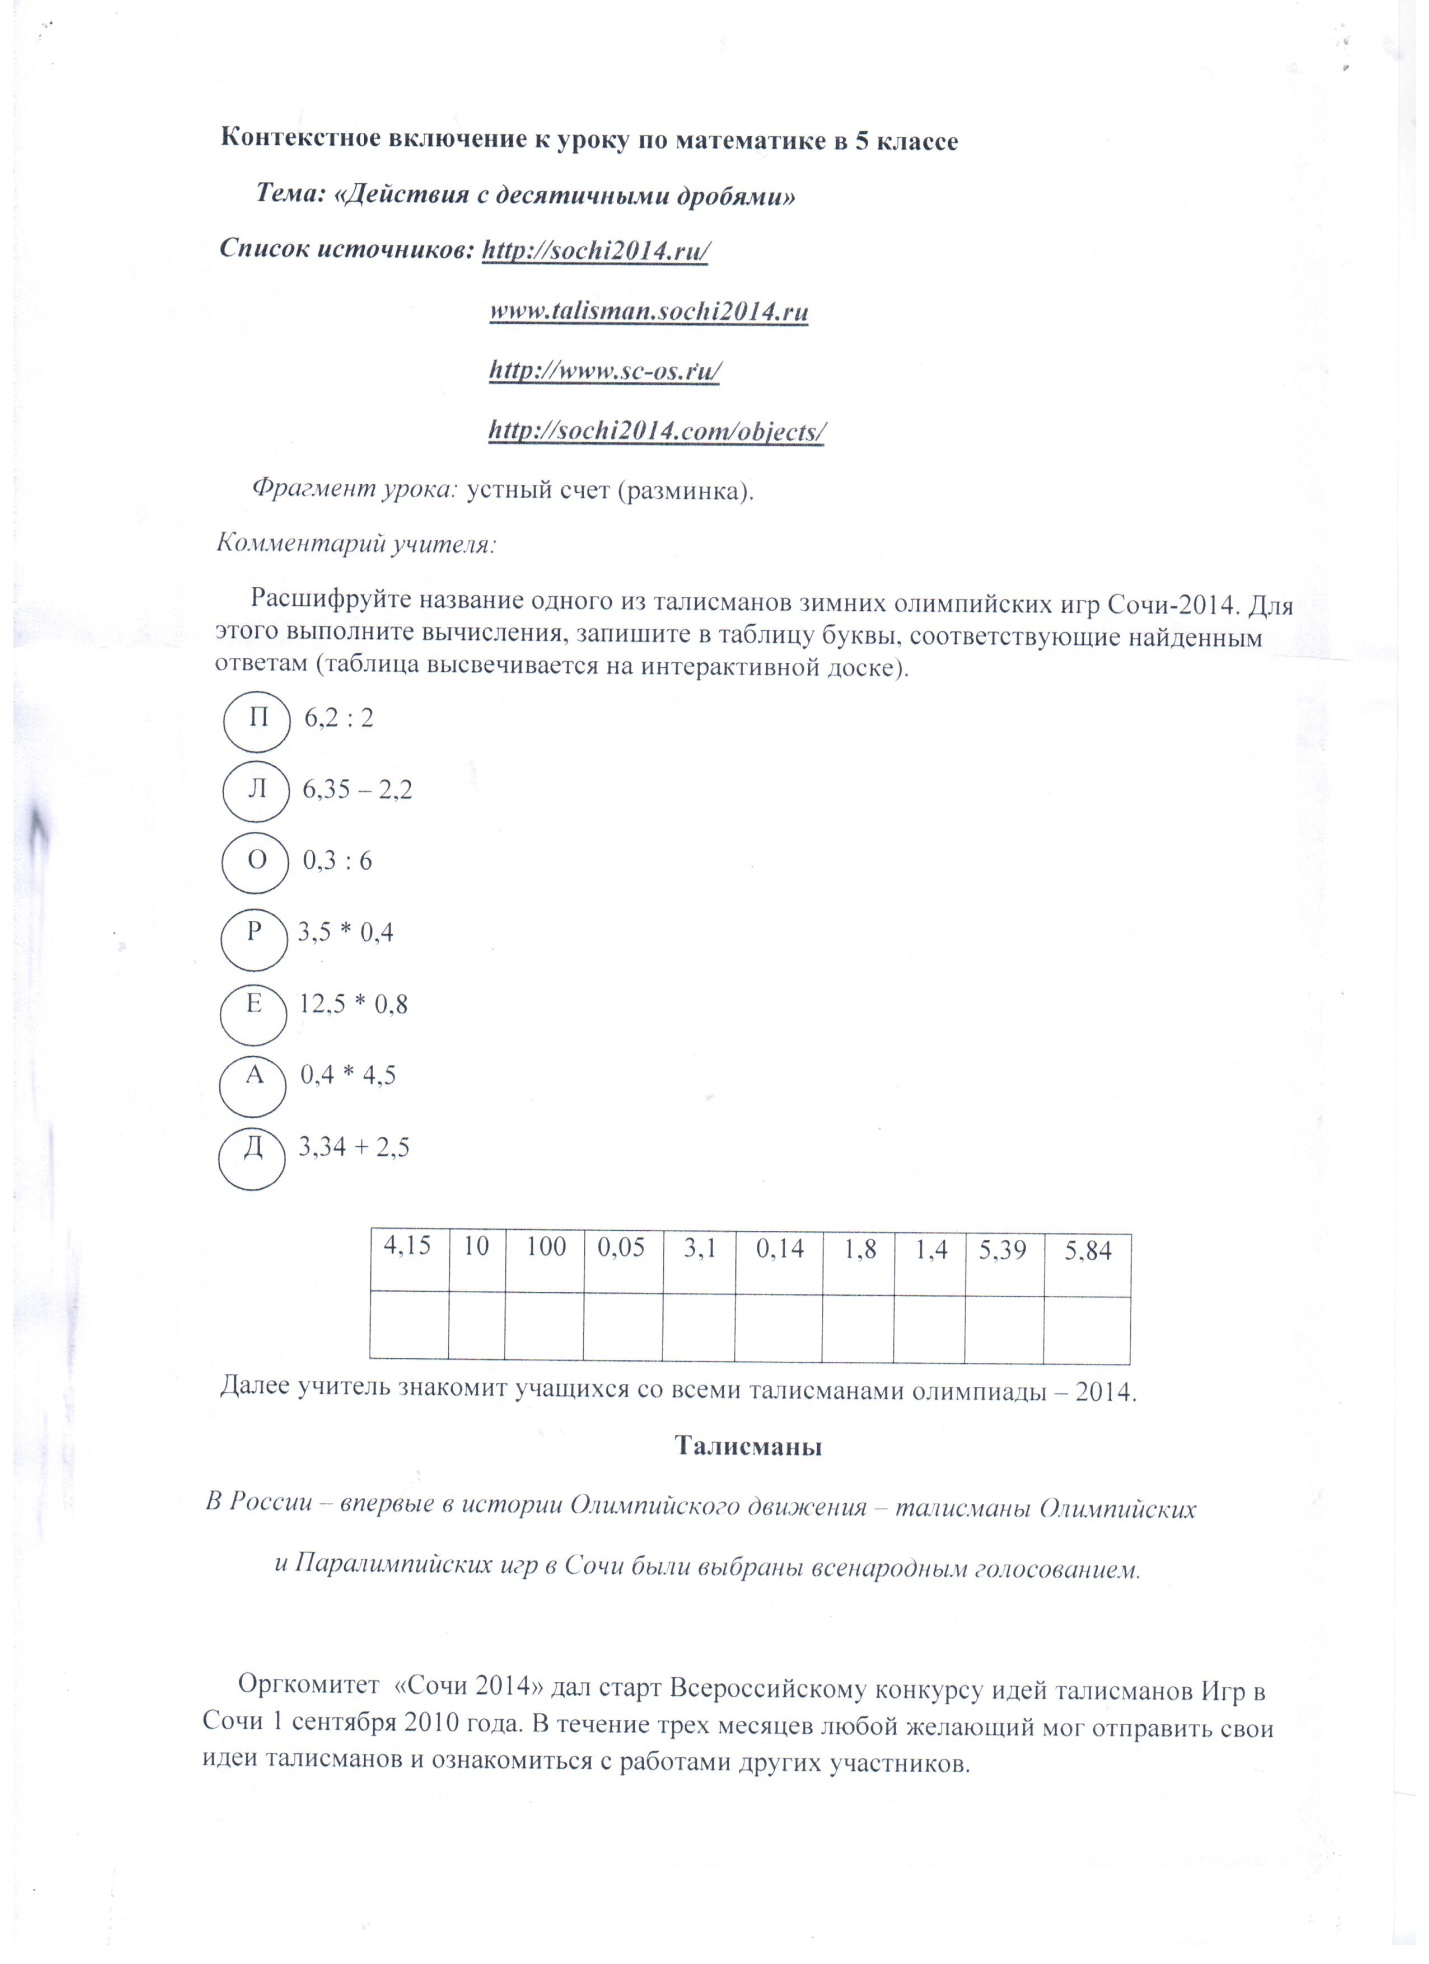 Контекстное включение к уроку по математике в 5 классе
Тема: «Действия с десятичными дробями»
Список источников: http://sochi2014.ru/
www.talisman.sochi2014.ru
http://www.sc-os.ru/
http://sochi2014.com/objects/
Фрагмент урока: устный счет (разминка).
Комментарий учителя:
Расшифруйте название одного из талисманов зимних олимпийских игр Сочи-2014. Для
этого выполните вычисления, запишите в таблицу буквы, соответствующие найденным
ответам (таблица высвечивается на интерактивной доске).
П 6,2 : 2
Л 6,35 – 2,2
О 0,3 : 6
Р 3,5 * 0,4
Е 12,5 * 0,8
А 0,4 * 4,5
Д 3,34 + 2,5
4,15 10 100 0,05 3,1 0,14 1,8 1,4 5,39 5,84
Далее учитель знакомит учащихся со всеми талисманами олимпиады – 2014.
Талисманы
В России – впервые в истории Олимпийского движения – талисманы Олимпийских
и Паралимпийских игр в Сочи были выбраны всенародным голосованием.
Оргкомитет «Сочи 2014» дал старт Всероссийскому конкурсу идей талисманов Игр в
Сочи 1 сентября 2010 года. В течение трех месяцев любой желающий мог отправить свои
идеи талисманов и ознакомиться с работами других участников.